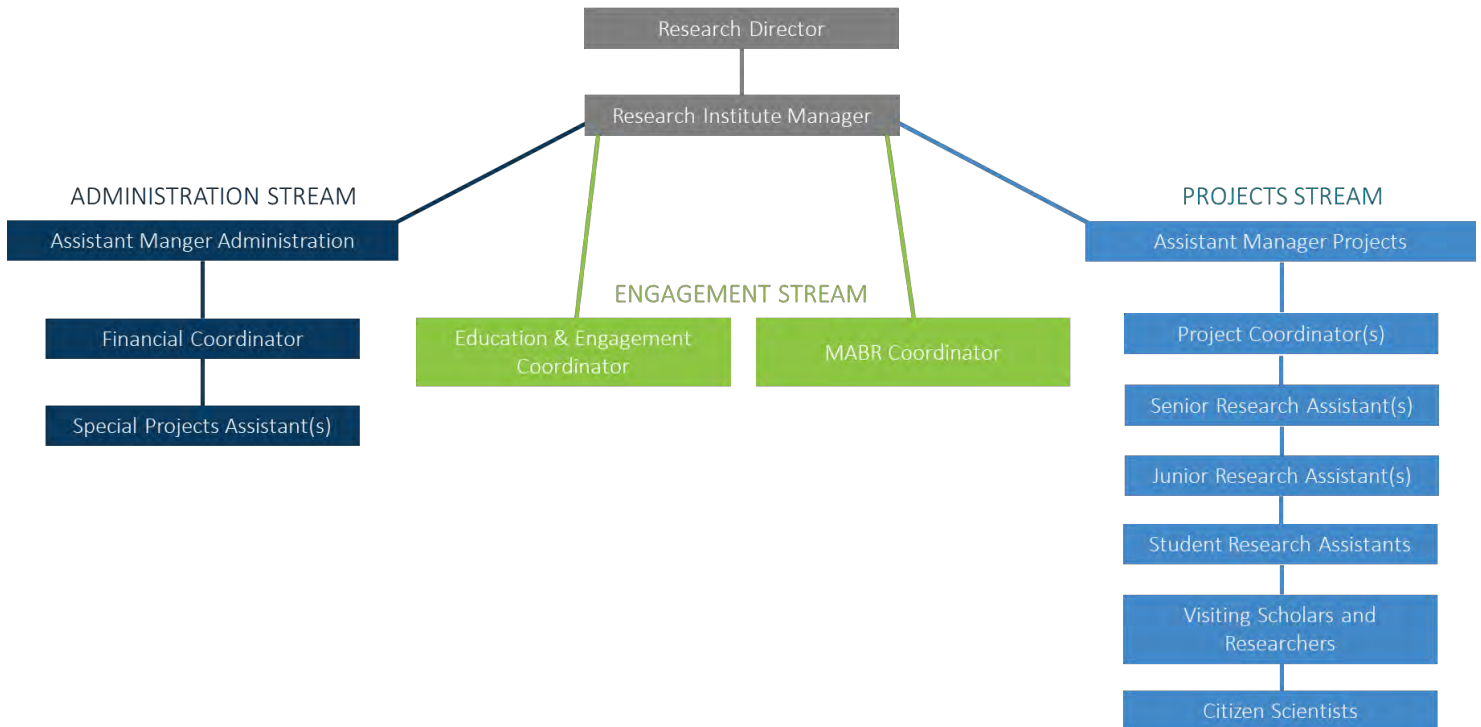 Research Director
Research Institute Manager
ADMINISTRATION STREAM
Assistant Manger Administration
Financial Coordinator
Special Projects Assistant(s)
ENGAGEMENT STREAM
Education & Engagement
Coordinator
MABR Coordinator
PROJECTS STREAM
Assistant Manager Projects
Project Coordinator(s)
Senior Research Assistant(s)
Junior Research Assistant(s)
Student Research Assistants
Visiting Scholars and
Researchers
Citizen Scientists